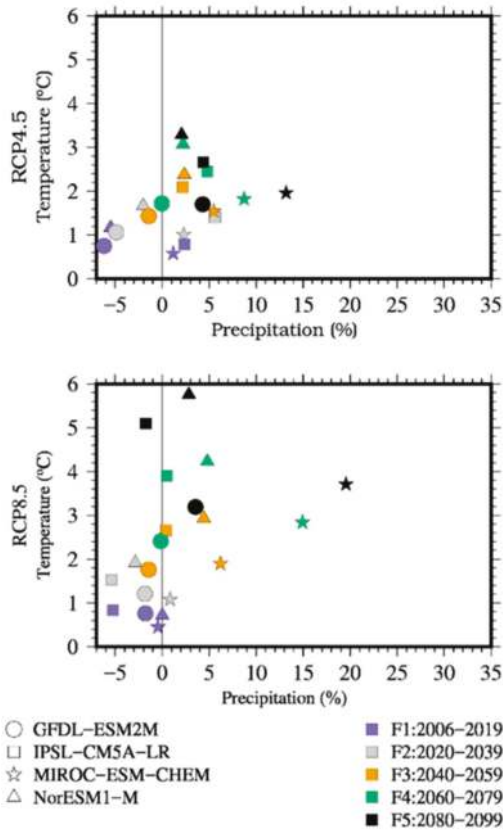 6
5
4
3
2
1
0
RCP4.5
Temperature (°C)
−5 0 5 10 15 20 25 30 35
Precipitation (%)
6
5
4
3
2
1
0
RCP8.5
Temperature (°C)
−5 0 5 10 15 20 25 30 35
Precipitation (%)
GFDL−ESM2M
IPSL−CM5A−LR
MIROC−ESM−CHEM
NorESM1−M
F1:2006−2019
F2:2020−2039
F3:2040−2059
F4:2060−2079
F5:2080−2099